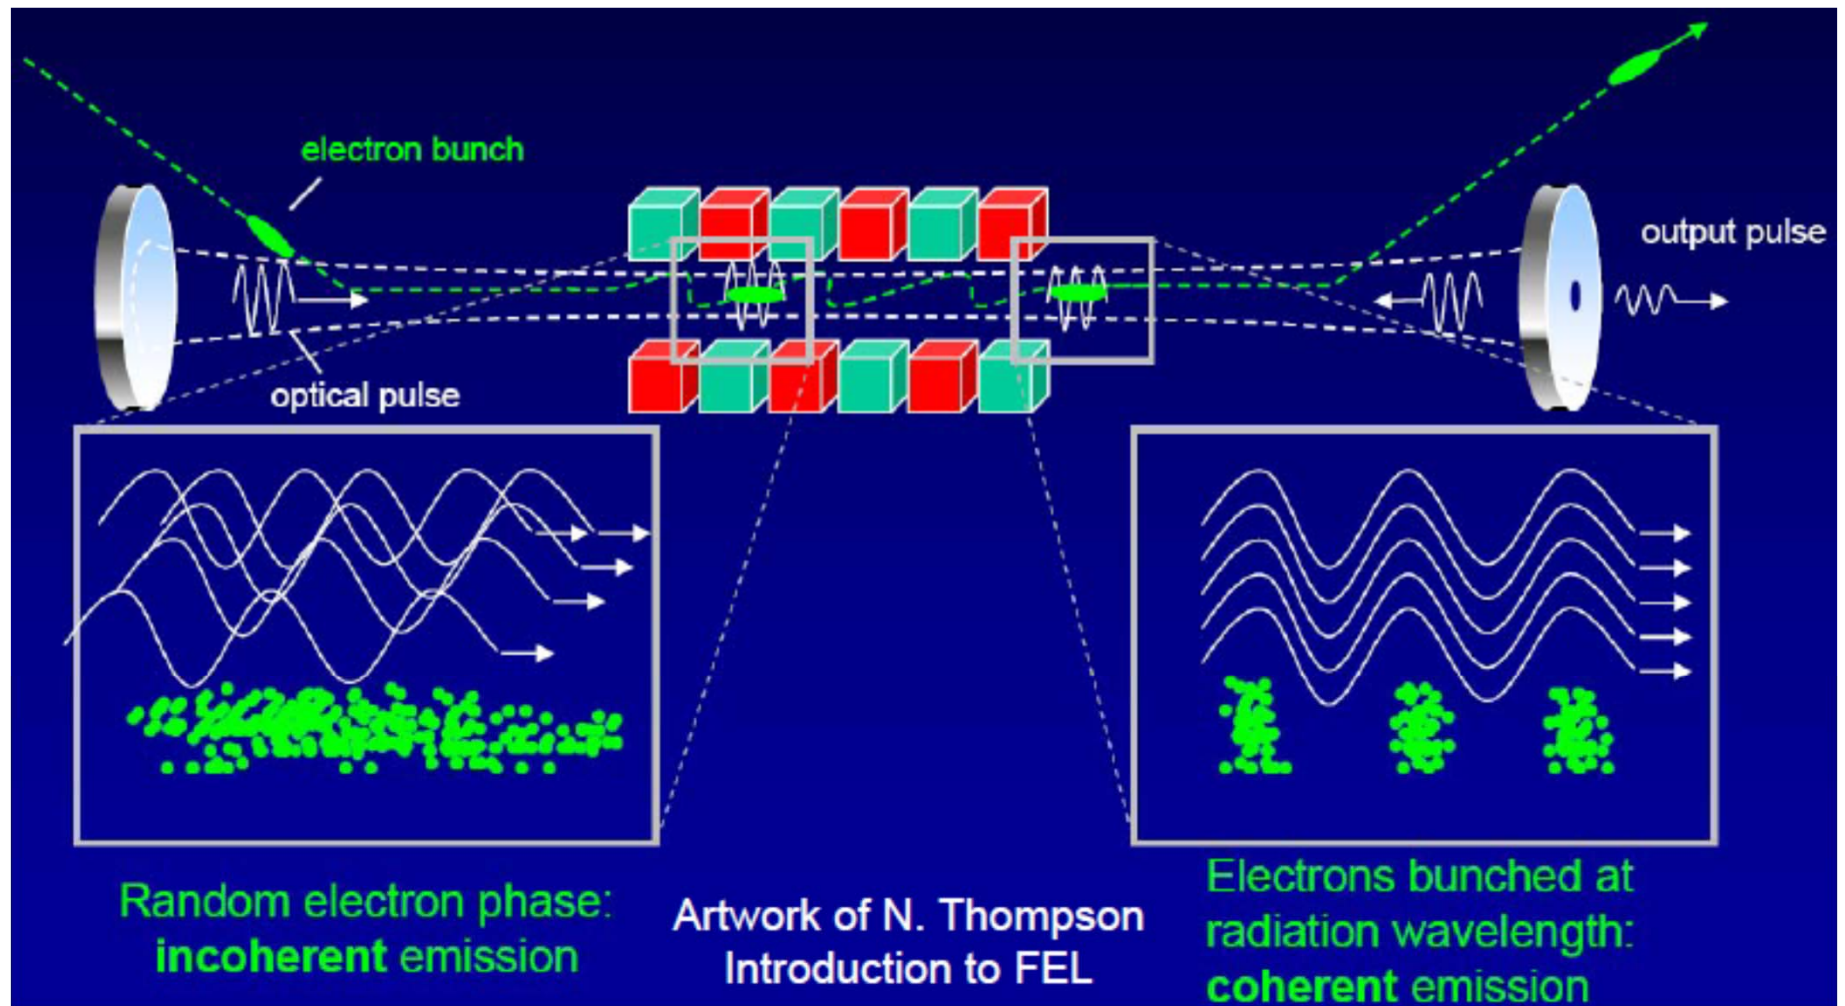 electron bunch
output pulse
optical pulse
Random electron phase:
incoherent emission
Artwork of N. Thompson
Introduction to FEL
Electrons bunched at
radiation wavelength:
coherent emission